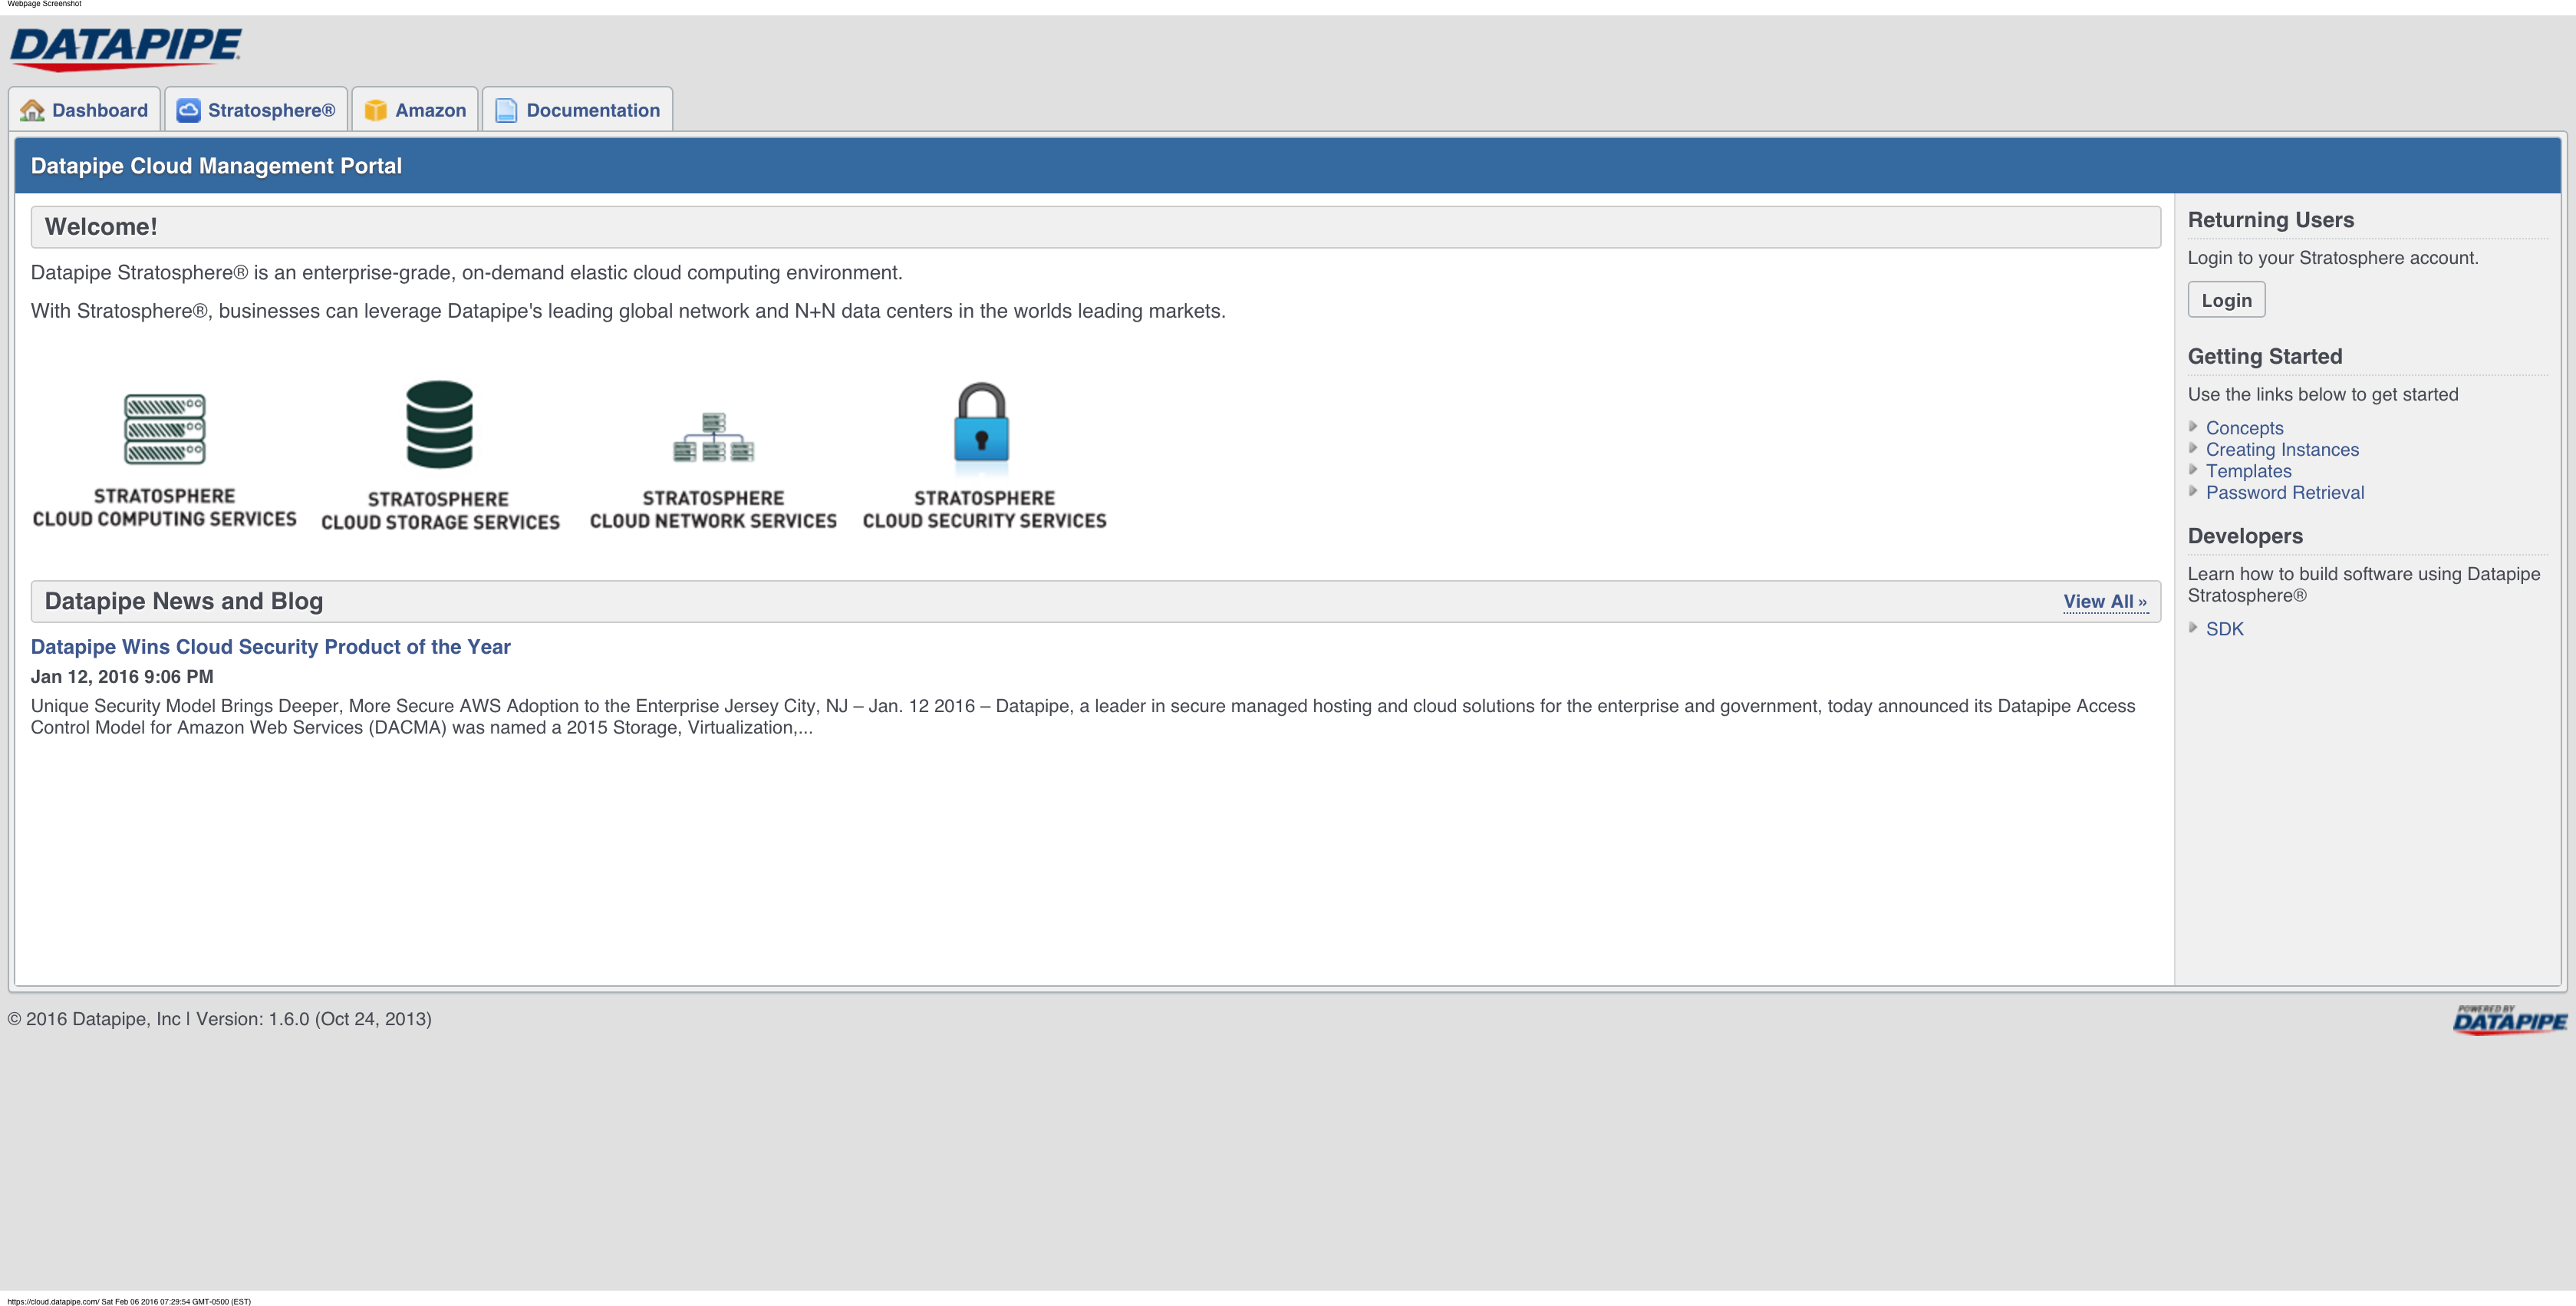 Webpage Screenshot
DATAPIPE
Dashboard
Stratosphere®
Amazon
Documentation
Datapipe Cloud Management Portal
Welcome!
Datapipe Stratosphere® is an enterprise-grade, on-demand elastic cloud computing environment.
With Stratosphere®, businesses can leverage Datapipe's leading global network and N+N data centers in the worlds leading markets.
STRATOSPHERE
CLOUD COMPUTING SERVICES
STRATOSPHERE
CLOUD STORAGE SERVICES
STRATOSPHERE
CLOUD NETWORK SERVICES
STRATOSPHERE
CLOUD SECURITY SERVICES
Datapipe News and Blog
View All »
Datapipe Wins Cloud Security Product of the Year
Jan 12, 2016 9:06 PM
Unique Security Model Brings Deeper, More Secure AWS Adoption to the Enterprise Jersey City, NJ – Jan. 12 2016 – Datapipe, a leader in secure managed hosting and cloud solutions for the enterprise and government, today announced its Datapipe Access
Control Model for Amazon Web Services (DACMA) was named a 2015 Storage, Virtualization,...
Returning Users
Login to your Stratosphere account.
Login
Getting Started
Use the links below to get started
Concepts
Creating Instances
Templates
Password Retrieval
Developers
Learn how to build software using Datapipe
Stratosphere®
SDK
© 2016 Datapipe, Inc | Version: 1.6.0 (Oct 24, 2013)
POWERED BY
DATAPIPE
https://cloud.datapipe.com/ Sat Feb 06 2016 07:29:54 GMT-0500 (EST)